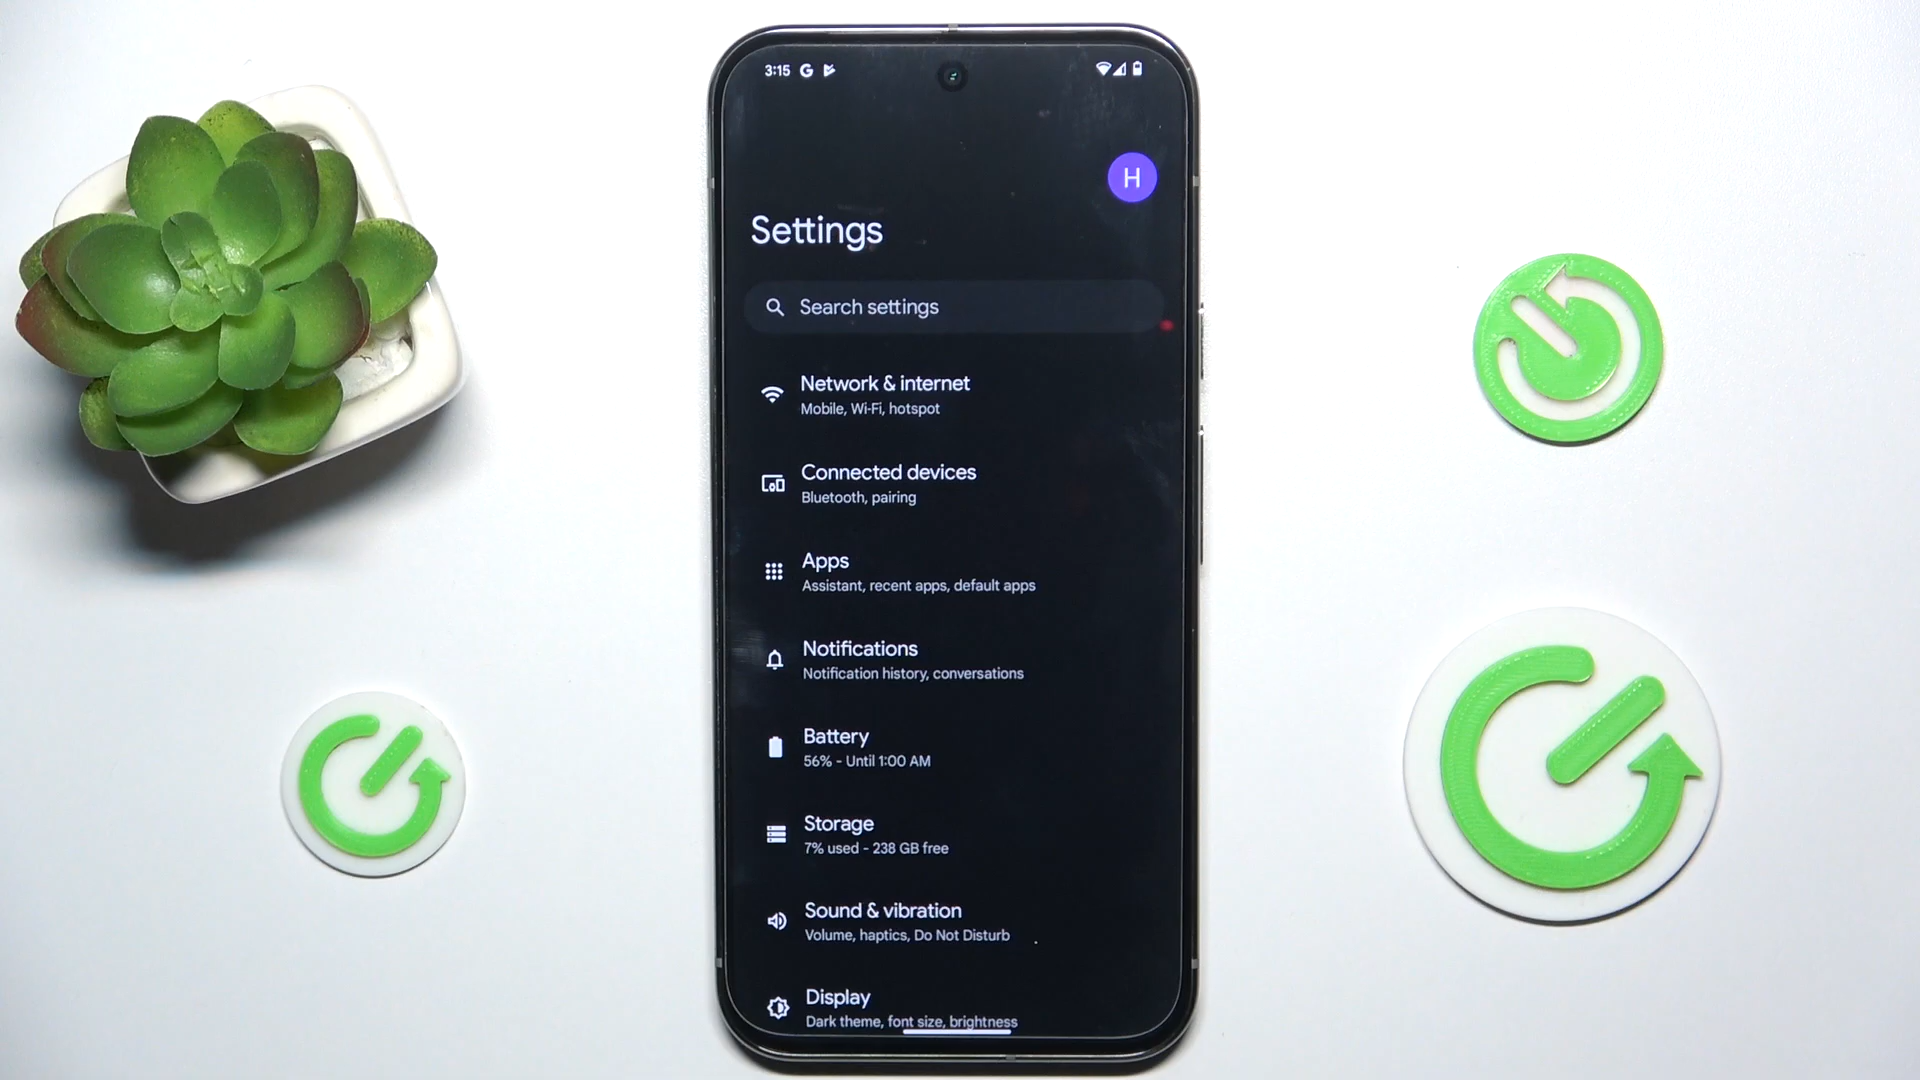 3:15
H
Settings
Search settings
Network & internet
Mobile, Wi-Fi, hotspot
Connected devices
Bluetooth, pairing
Apps
Assistant, recent apps, default apps
Notifications
Notification history, conversations
Battery
56% - Until 1:00 AM
Storage
7% used - 238 GB free
Sound & vibration
Volume, haptics, Do Not Disturb
Display
Dark theme, font size, brightness